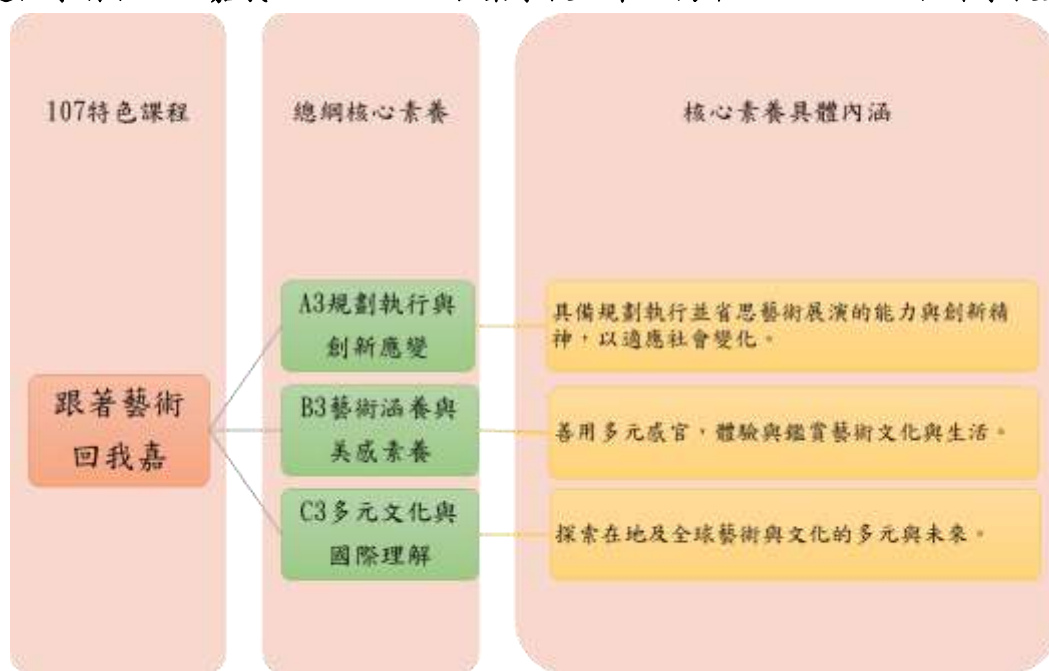 107特色課程
總綱核心素養
核心素養具體內涵
跟著藝術
回我嘉
A3規劃執行與
創新應變
具備規劃執行並省思藝術展演的能力與創新精
神，以適應社會變化。
B3藝術涵養與
美感素養
善用多元感官，體驗與鑑賞藝術文化與生活。
C3多元文化與
國際理解
探索在地及全球藝術與文化的多元與未來。